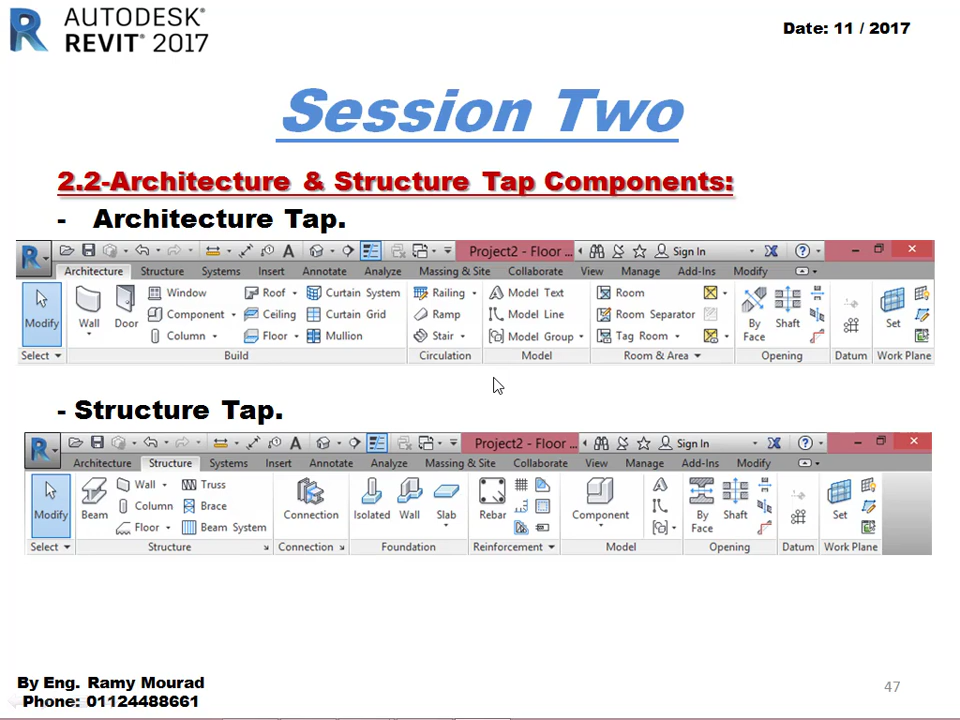 AUTODESK®
REVIT® 2017
Date: 11 / 2017
Session Two
2.2-Architecture & Structure Tap Components:
- Architecture Tap.
Project2 - Floor ... Sign In
Architecture Structure Systems Insert Annotate Analyze Massing & Site Collaborate View Manage Add-Ins Modify
Window Roof Curtain System Railing Model Text Room
Component Ceiling Curtain Grid Ramp Model Line Room Separator
Modify Wall Door By Face Shaft Set
Column Floor Mullion Stair Model Group Tag Room
Select Build Circulation Model Room & Area Opening Datum Work Plane
- Structure Tap.
Project2 - Floor ... Sign In
Architecture Structure Systems Insert Annotate Analyze Massing & Site Collaborate View Manage Add-Ins Modify
Wall Truss
Column Brace
Modify Beam Connection Isolated Wall Slab Rebar Component By Face Shaft Set
Floor Beam System
Select Structure Connection Foundation Reinforcement Model Opening Datum Work Plane
By Eng. Ramy Mourad
Phone: 01124488661
47